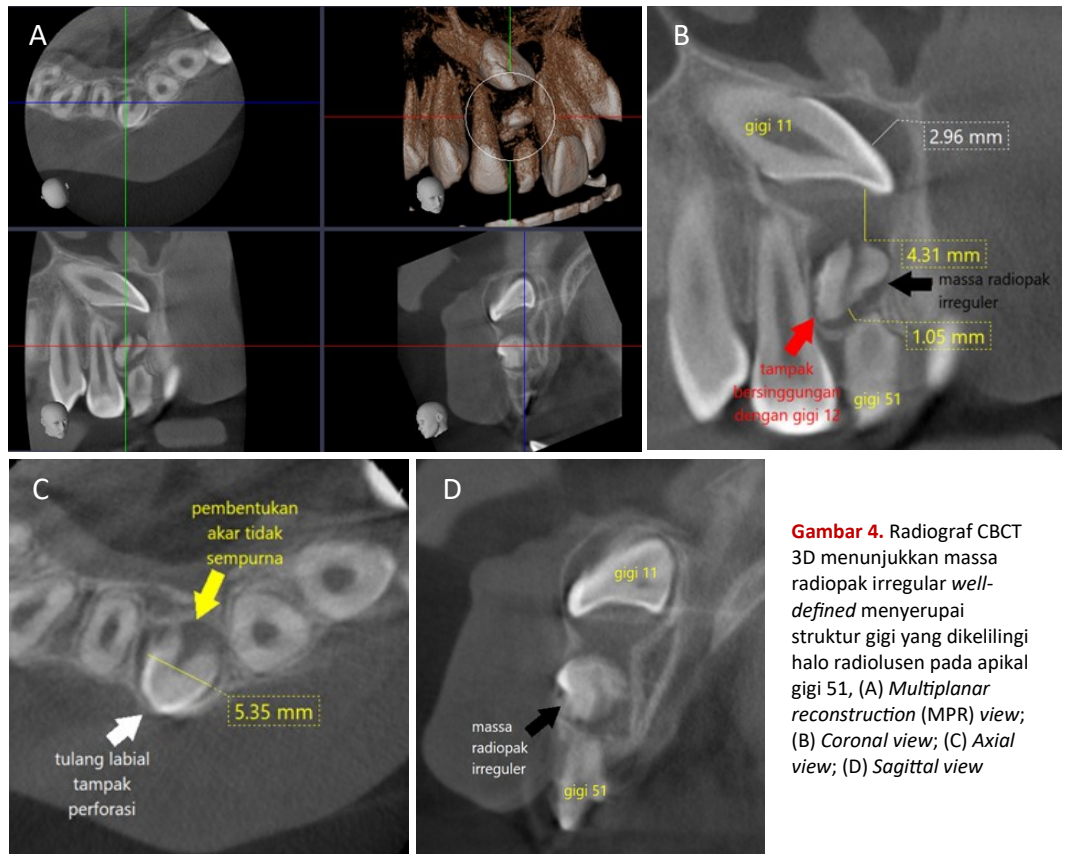 A
B
gigi 11
2.96 mm
4.31 mm
massa radiopak
irreguler
1.05 mm
tampak
bersinggungan
dengan gigi 12
gigi 51
C
pembentukan
akar tidak
sempurna
5.35 mm
tulang labial
tampak
perforasi
D
gigi 11
massa
radiopak
irreguler
gigi 51
Gambar 4. Radiograf CBCT
3D menunjukkan massa
radiopak irregular well-
defined menyerupai
struktur gigi yang dikelilingi
halo radiolusen pada apikal
gigi 51, (A) Multiplanar
reconstruction (MPR) view;
(B) Coronal view; (C) Axial
view; (D) Sagittal view